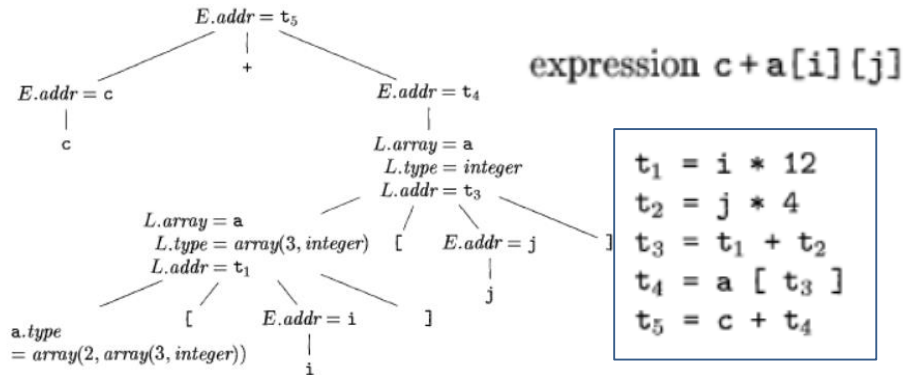 E.addr = t5
+
expression c+a[i][j]
E.addr = c
E.addr = t4
c
L.array = a
L.type = integer
L.addr = t3
t1 = i * 12
t2 = j * 4
t3 = t1 + t2
t4 = a [ t3 ]
t5 = c + t4
L.array = a
L.type = array(3, integer)
L.addr = t1
[
E.addr = j
]
j
a.type
= array(2, array(3, integer))
[
E.addr = i
]
i